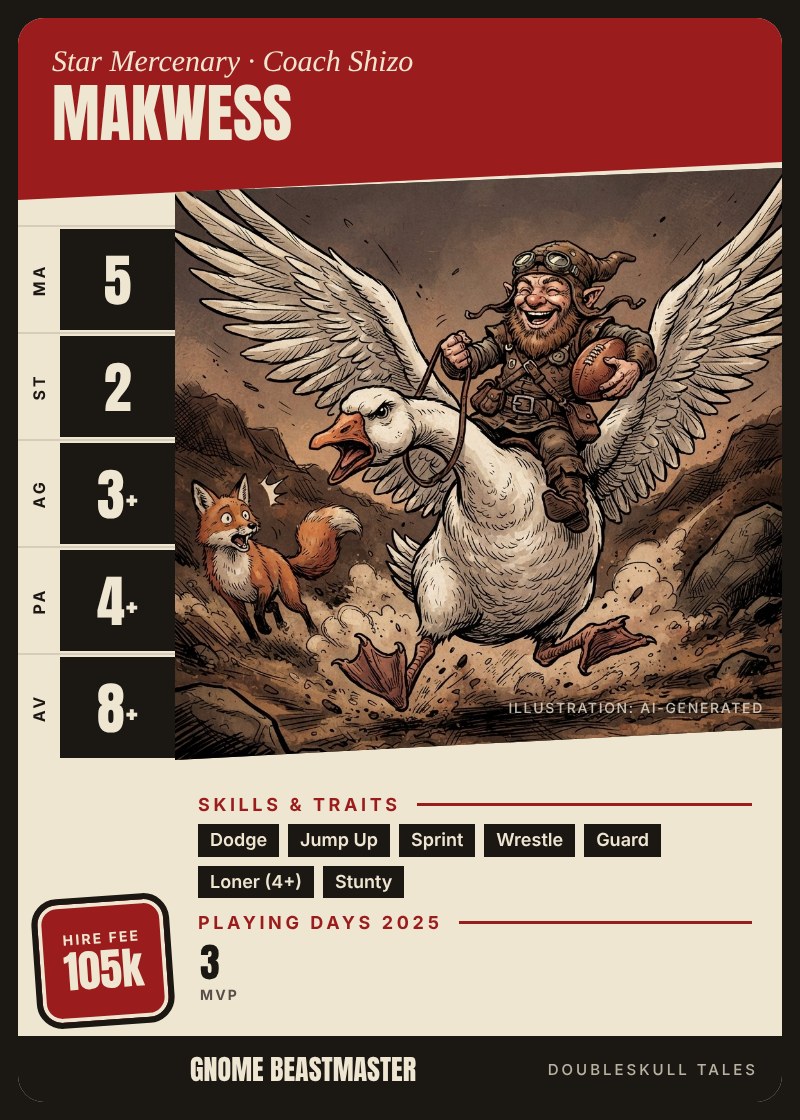 Star Mercenary · Coach Shizo
MAKWESS
MA 5
ST 2
AG 3+
PA 4+
AV 8+
ILLUSTRATION: AI-GENERATED
SKILLS & TRAITS
Dodge Jump Up Sprint Wrestle Guard
Loner (4+) Stunty
PLAYING DAYS 2025
3
MVP
HIRE FEE
105k
GNOME BEASTMASTER
DOUBLESKULL TALES